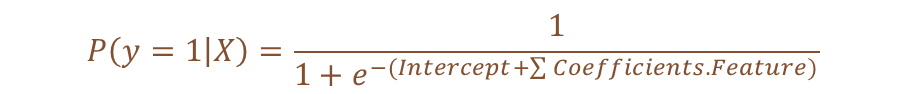 P(y = 1|X) = 1 / 1 + e^−(Intercept+∑ Coefficients.Feature)